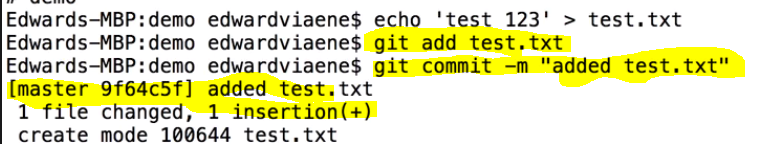 # demo
Edwards-MBP:demo edwardviaene$ echo 'test 123' > test.txt
Edwards-MBP:demo edwardviaene$ git add test.txt
Edwards-MBP:demo edwardviaene$ git commit -m "added test.txt"
[master 9f64c5f] added test.txt
 1 file changed, 1 insertion(+)
 create mode 100644 test.txt